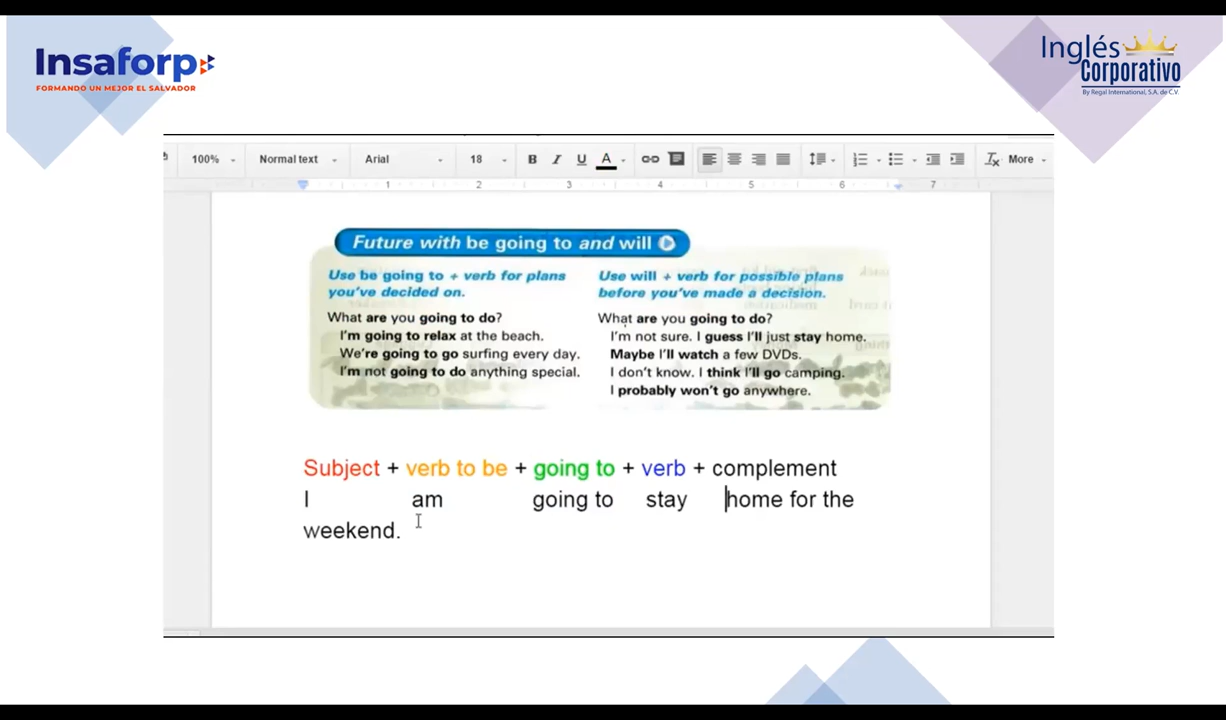 Insaforp
FORMANDO UN MEJOR EL SALVADOR
Inglés
Corporativo
By Regal International, S.A. de C.V.
100% Normal text Arial 18 B I U A More
1 2 3 4 5 6 7
Future with be going to and will
Use be going to + verb for plans
you've decided on.
What are you going to do?
I'm going to relax at the beach.
We're going to go surfing every day.
I'm not going to do anything special.
Use will + verb for possible plans
before you've made a decision.
What are you going to do?
I'm not sure. I guess I'll just stay home.
Maybe I'll watch a few DVDs.
I don't know. I think I'll go camping.
I probably won't go anywhere.
Subject + verb to be + going to + verb + complement
I am going to stay home for the
weekend.